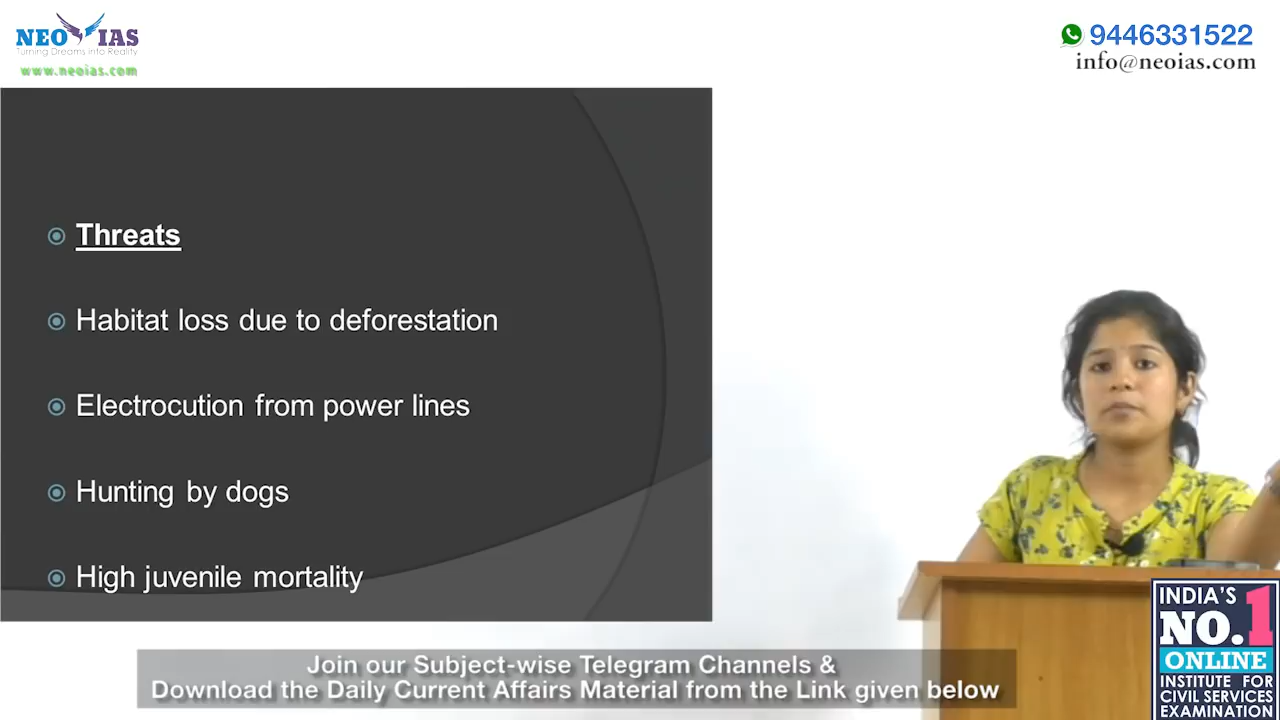 NEO IAS
Turning Dreams into Reality
www.neoias.com
9446331522
info@neoias.com
Threats
Habitat loss due to deforestation
Electrocution from power lines
Hunting by dogs
High juvenile mortality
INDIA'S
NO.1
ONLINE
INSTITUTE FOR
CIVIL SERVICES
EXAMINATION
Join our Subject-wise Telegram Channels &
Download the Daily Current Affairs Material from the Link given below